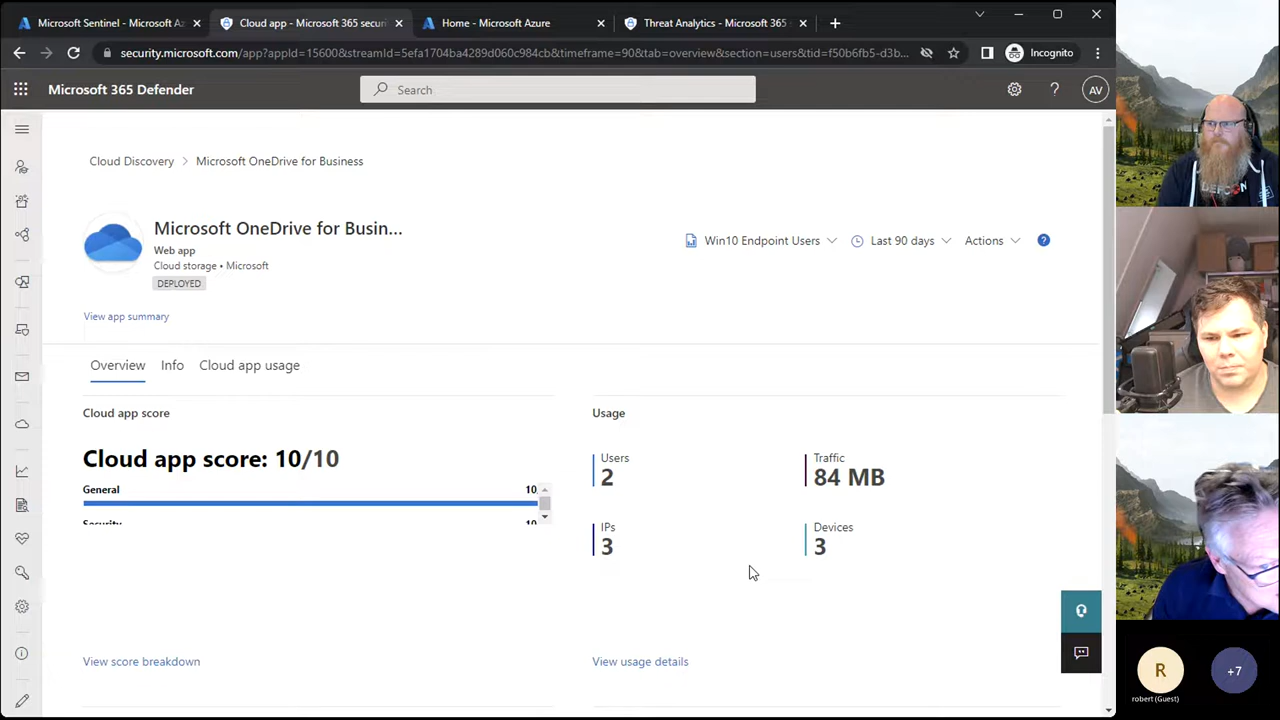 Microsoft Sentinel - Microsoft Az
Cloud app - Microsoft 365 securi
Home - Microsoft Azure
Threat Analytics - Microsoft 365
security.microsoft.com/app?appId=15600&streamId=5efa1704ba4289d060c984cb&timeframe=90&tab=overview&section=users&tid=f50b6fb5-d3b...
Incognito
Microsoft 365 Defender
Search
AV
Cloud Discovery > Microsoft OneDrive for Business
Microsoft OneDrive for Busin...
Web app
Cloud storage • Microsoft
DEPLOYED
Win10 Endpoint Users
Last 90 days
Actions
View app summary
Overview
Info
Cloud app usage
Cloud app score
Cloud app score: 10/10
General 10
Security 10
Usage
Users
2
Traffic
84 MB
IPs
3
Devices
3
View score breakdown
View usage details
DEFCON
R
robert (Guest)
+7